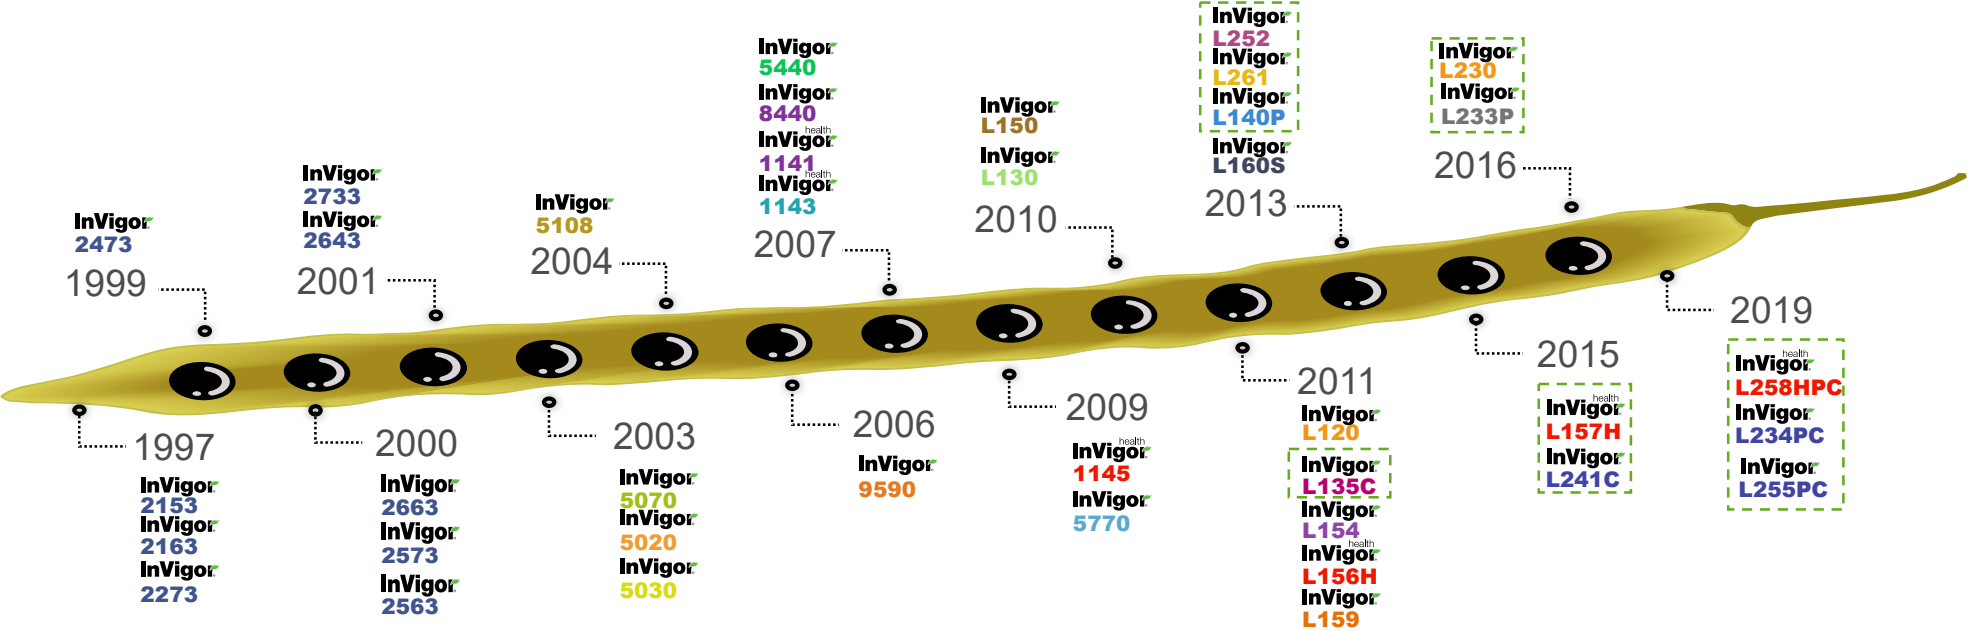 InVigor
2473
1999
InVigor
2733
InVigor
2643
2001
InVigor
5108
2004
InVigor
5440
InVigor
8440
InVigor health
1141
InVigor health
1143
2007
InVigor
L150
InVigor
L130
2010
InVigor
L252
InVigor
L261
InVigor
L140P
InVigor
L160S
2013
InVigor
L230
InVigor
L233P
2016
1997
InVigor
2153
InVigor
2163
InVigor
2273
2000
InVigor
2663
InVigor
2573
InVigor
2563
2003
InVigor
5070
InVigor
5020
InVigor
5030
2006
InVigor
9590
2009
InVigor health
1145
InVigor
5770
2011
InVigor
L120
InVigor
L135C
InVigor
L154
InVigor health
L156H
InVigor
L159
2015
InVigor health
L157H
InVigor
L241C
2019
InVigor health
L258HPC
InVigor
L234PC
InVigor
L255PC